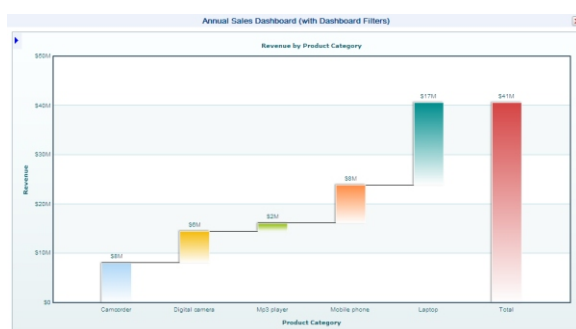 Annual Sales Dashboard (with Dashboard Filters)
Revenue by Product Category
$50M
$40M
$30M
$20M
$10M
$0
Revenue
$8M
$6M
$2M
$8M
$17M
$41M
Camcorder
Digital camera
Mp3 player
Mobile phone
Laptop
Total
Product Category